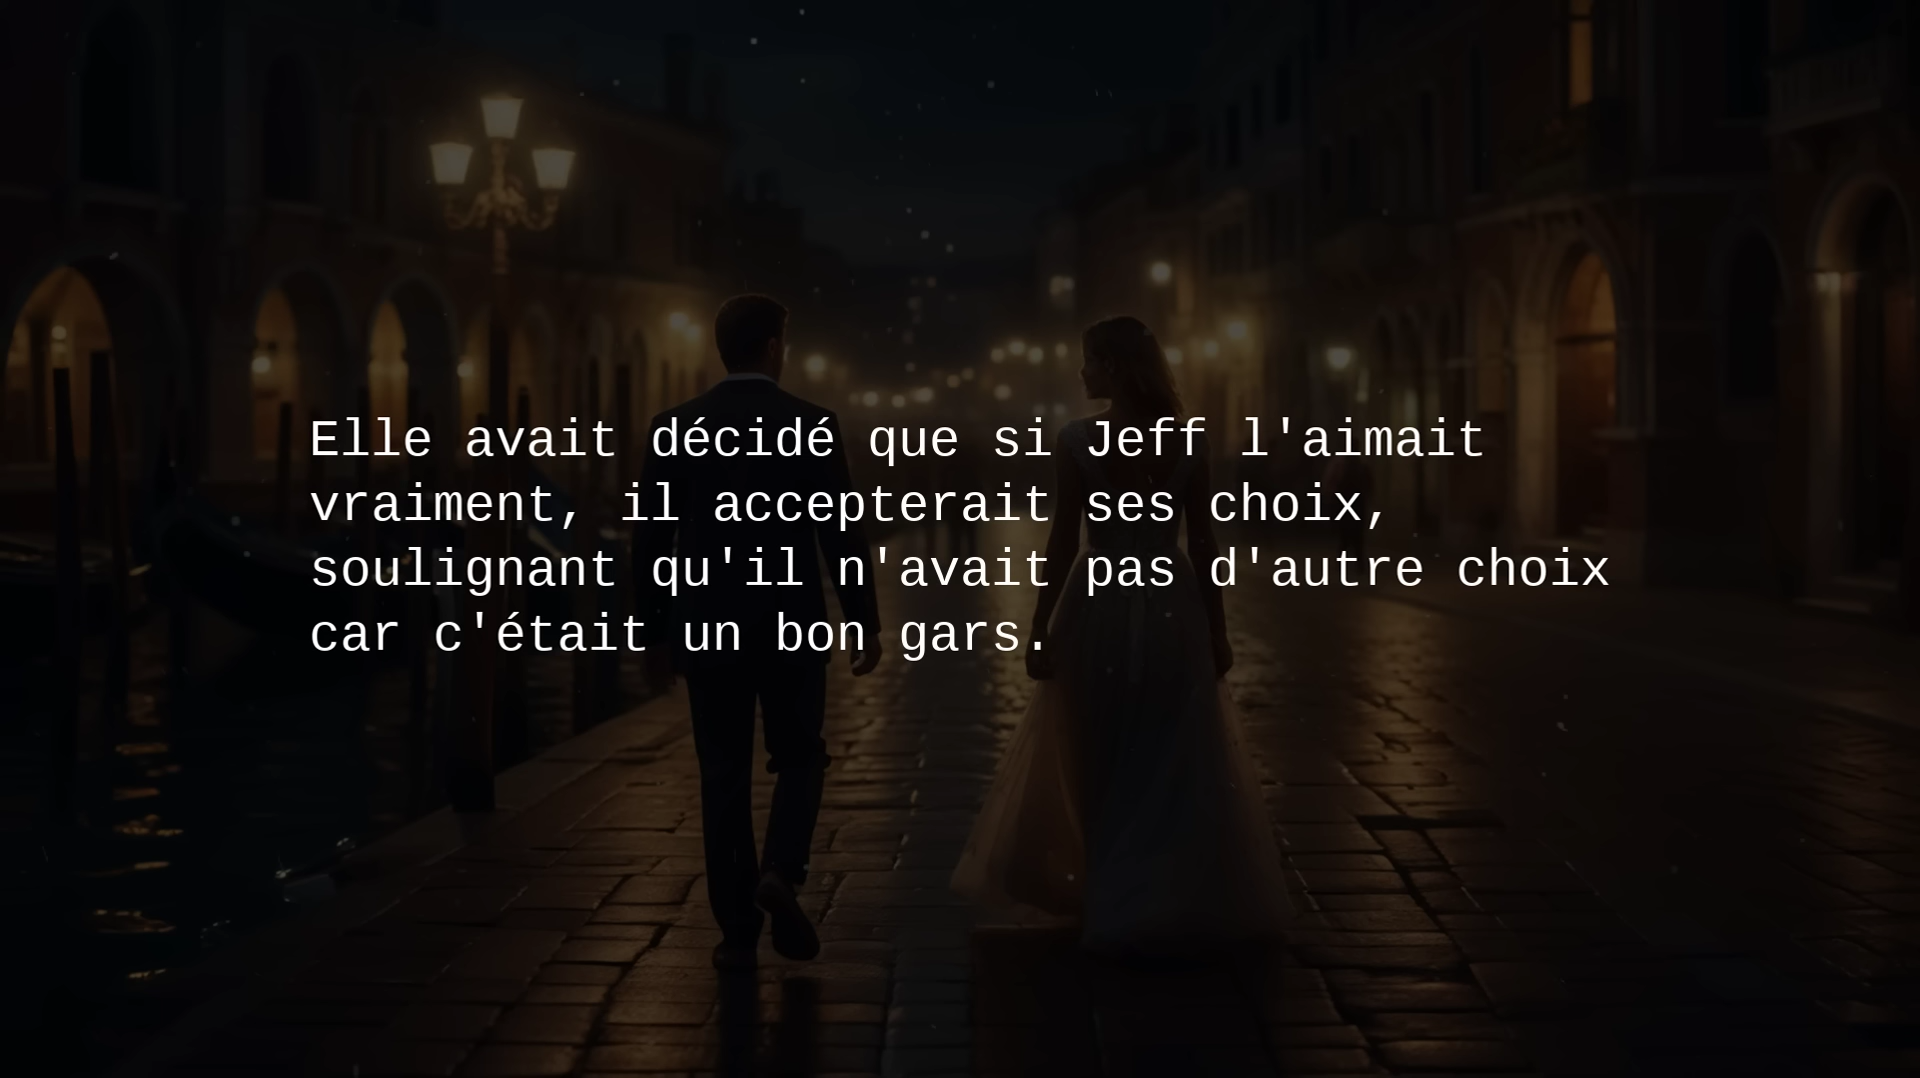 Elle avait décidé que si Jeff l'aimait
vraiment, il accepterait ses choix,
soulignant qu'il n'avait pas d'autre choix
car c'était un bon gars.